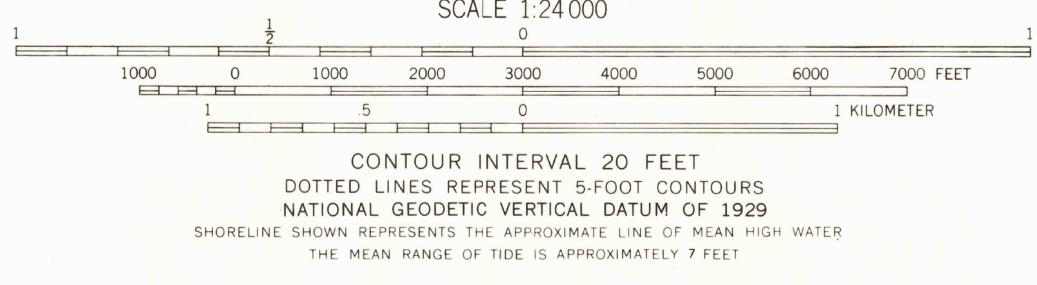 SCALE 1:24 000
1 1/2 0 1
1000 0 1000 2000 3000 4000 5000 6000 7000 FEET
1 .5 0 1 KILOMETER
CONTOUR INTERVAL 20 FEET
DOTTED LINES REPRESENT 5-FOOT CONTOURS
NATIONAL GEODETIC VERTICAL DATUM OF 1929
SHORELINE SHOWN REPRESENTS THE APPROXIMATE LINE OF MEAN HIGH WATER
THE MEAN RANGE OF TIDE IS APPROXIMATELY 7 FEET